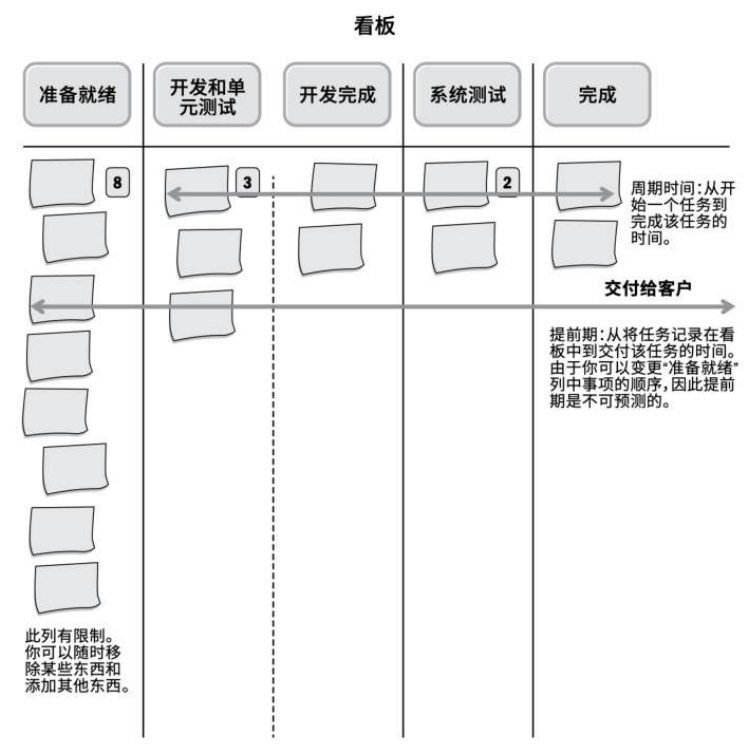 看板
准备就绪
开发和单
元测试
开发完成
系统测试
完成
8
3
2
周期时间：从开
始一个任务到
完成该任务的
时间。
交付给客户
提前期：从将任务记录在看
板中到交付该任务的时间。
由于你可以变更“准备就绪”
列中事项的顺序，因此提前
期是不可预测的。
此列有限制。
你可以随时移
除某些东西和
添加其他东西。